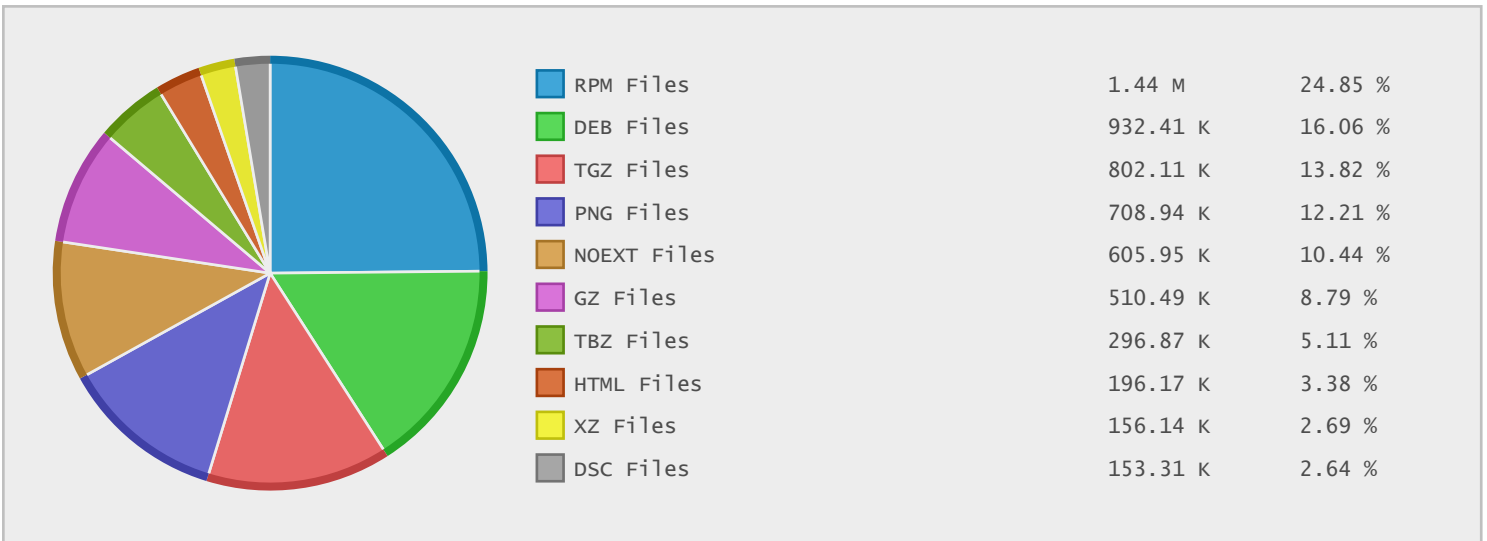 RPM Files 1.44 M 24.85 %
DEB Files 932.41 K 16.06 %
TGZ Files 802.11 K 13.82 %
PNG Files 708.94 K 12.21 %
NOEXT Files 605.95 K 10.44 %
GZ Files 510.49 K 8.79 %
TBZ Files 296.87 K 5.11 %
HTML Files 196.17 K 3.38 %
XZ Files 156.14 K 2.69 %
DSC Files 153.31 K 2.64 %